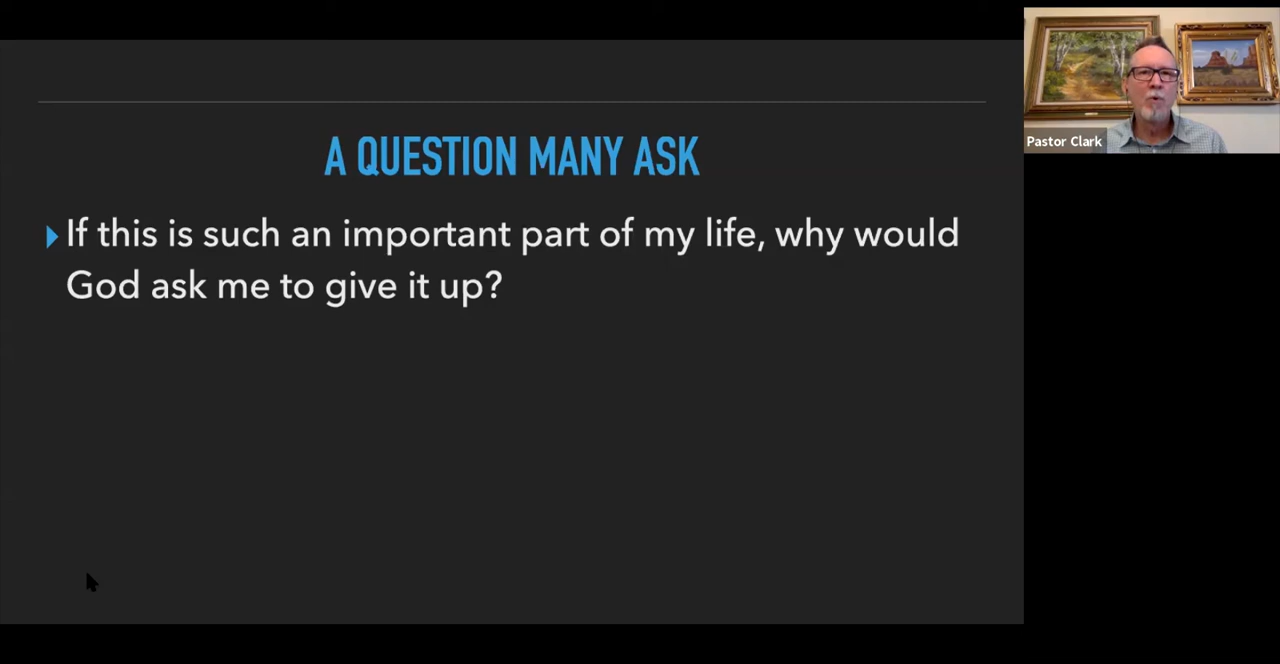 A QUESTION MANY ASK
If this is such an important part of my life, why would
God ask me to give it up?
Pastor Clark